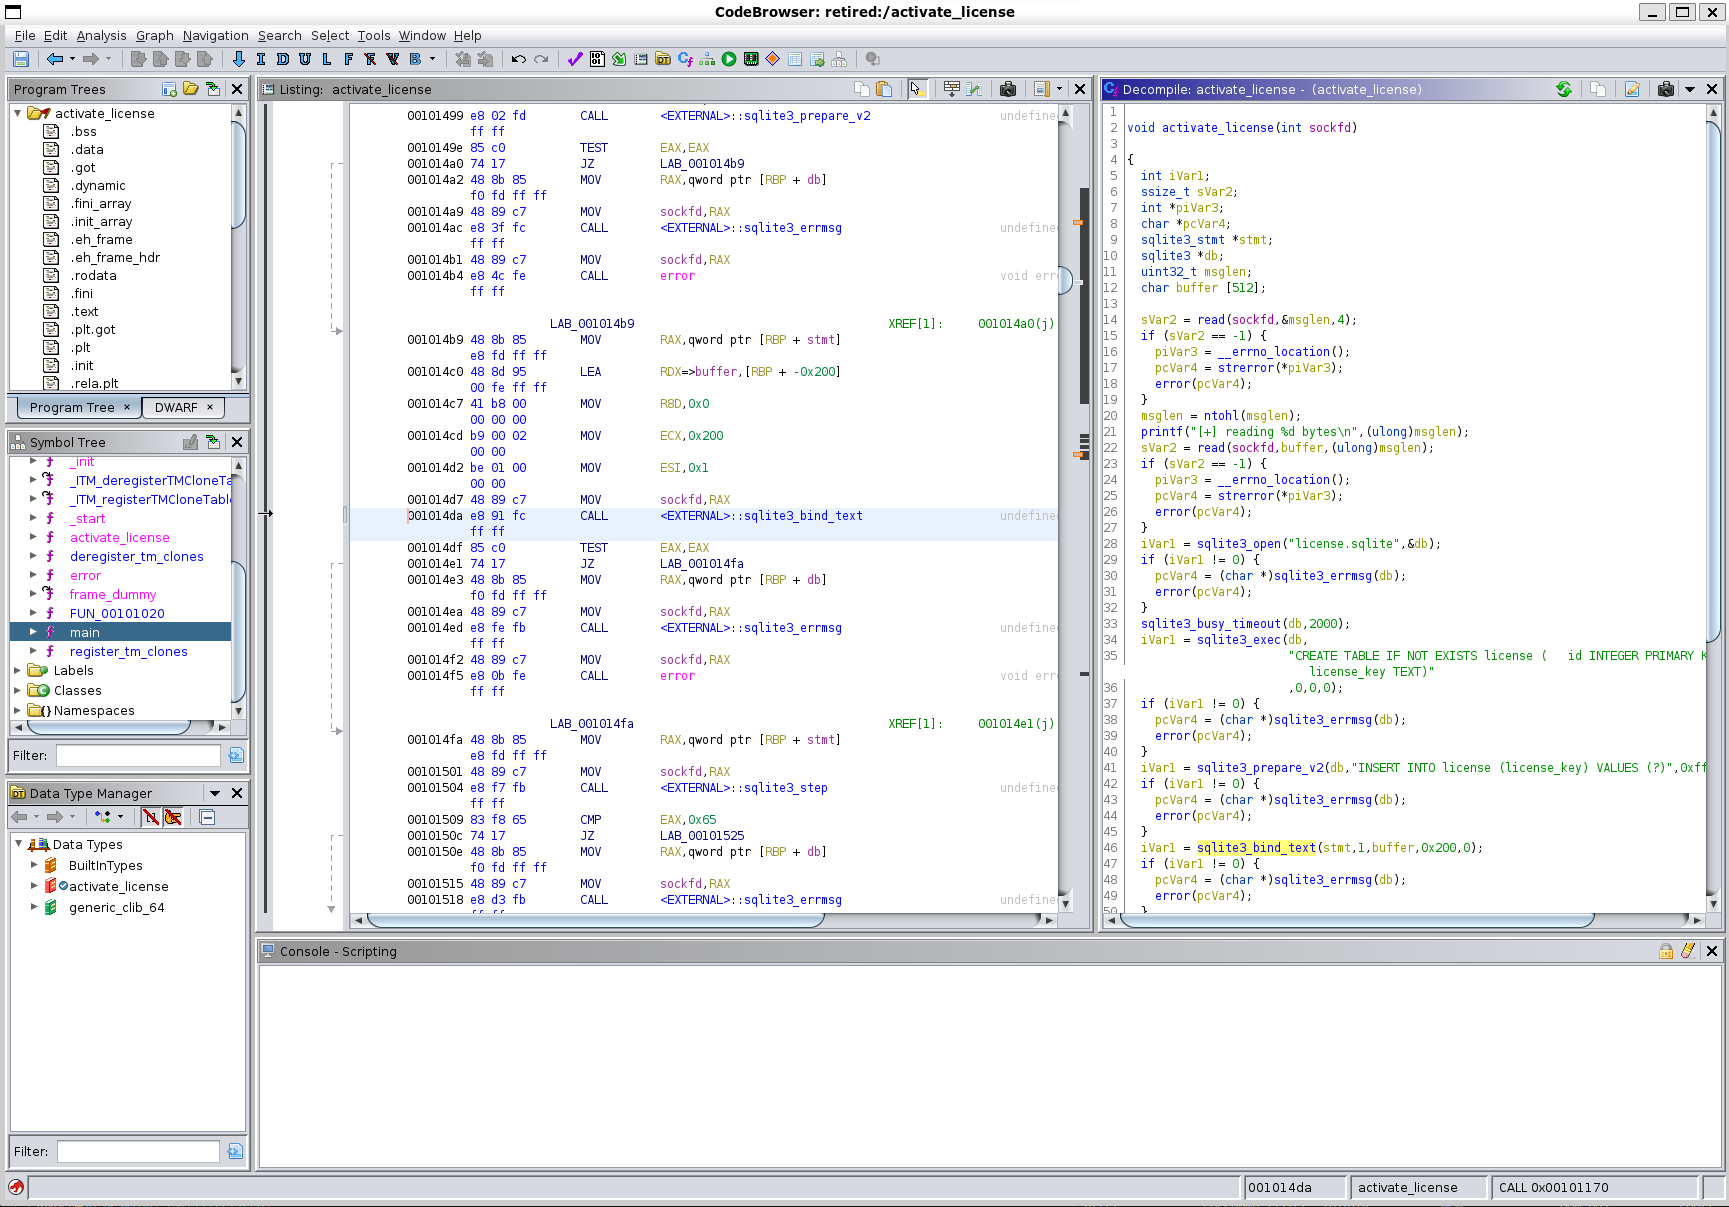 CodeBrowser: retired:/activate_license
File Edit Analysis Graph Navigation Search Select Tools Window Help
I D U L F R V B
Program Trees
activate_license
.bss
.data
.got
.dynamic
.fini_array
.init_array
.eh_frame
.eh_frame_hdr
.rodata
.fini
.text
.plt.got
.plt
.init
.rela.plt
Program Tree ×
DWARF ×
Symbol Tree
_init
_ITM_deregisterTMCloneTa
_ITM_registerTMCloneTabl
_start
activate_license
deregister_tm_clones
error
frame_dummy
FUN_00101020
main
register_tm_clones
Labels
Classes
Namespaces
Filter:
Data Type Manager
Data Types
BuiltInTypes
activate_license
generic_clib_64
Filter:
Listing: activate_license
00101499 e8 02 fd CALL <EXTERNAL>::sqlite3_prepare_v2 undefine
ff ff
0010149e 85 c0 TEST EAX,EAX
001014a0 74 17 JZ LAB_001014b9
001014a2 48 8b 85 MOV RAX,qword ptr [RBP + db]
f0 fd ff ff
001014a9 48 89 c7 MOV sockfd,RAX
001014ac e8 3f fc CALL <EXTERNAL>::sqlite3_errmsg undefine
ff ff
001014b1 48 89 c7 MOV sockfd,RAX
001014b4 e8 4c fe CALL error void err
ff ff
LAB_001014b9 XREF[1]: 001014a0(j)
001014b9 48 8b 85 MOV RAX,qword ptr [RBP + stmt]
e8 fd ff ff
001014c0 48 8d 95 LEA RDX=>buffer,[RBP + -0x200]
00 fe ff ff
001014c7 41 b8 00 MOV R8D,0x0
00 00 00
001014cd b9 00 02 MOV ECX,0x200
00 00
001014d2 be 01 00 MOV ESI,0x1
00 00
001014d7 48 89 c7 MOV sockfd,RAX
001014da e8 91 fc CALL <EXTERNAL>::sqlite3_bind_text undefine
ff ff
001014df 85 c0 TEST EAX,EAX
001014e1 74 17 JZ LAB_001014fa
001014e3 48 8b 85 MOV RAX,qword ptr [RBP + db]
f0 fd ff ff
001014ea 48 89 c7 MOV sockfd,RAX
001014ed e8 fe fb CALL <EXTERNAL>::sqlite3_errmsg undefine
ff ff
001014f2 48 89 c7 MOV sockfd,RAX
001014f5 e8 0b fe CALL error void err
ff ff
LAB_001014fa XREF[1]: 001014e1(j)
001014fa 48 8b 85 MOV RAX,qword ptr [RBP + stmt]
e8 fd ff ff
00101501 48 89 c7 MOV sockfd,RAX
00101504 e8 f7 fb CALL <EXTERNAL>::sqlite3_step undefine
ff ff
00101509 83 f8 65 CMP EAX,0x65
0010150c 74 17 JZ LAB_00101525
0010150e 48 8b 85 MOV RAX,qword ptr [RBP + db]
f0 fd ff ff
00101515 48 89 c7 MOV sockfd,RAX
00101518 e8 d3 fb CALL <EXTERNAL>::sqlite3_errmsg undefine
Decompile: activate_license - (activate_license)
1
2 void activate_license(int sockfd)
3
4 {
5 int iVar1;
6 ssize_t sVar2;
7 int *piVar3;
8 char *pcVar4;
9 sqlite3_stmt *stmt;
10 sqlite3 *db;
11 uint32_t msglen;
12 char buffer [512];
13
14 sVar2 = read(sockfd,&msglen,4);
15 if (sVar2 == -1) {
16 piVar3 = __errno_location();
17 pcVar4 = strerror(*piVar3);
18 error(pcVar4);
19 }
20 msglen = ntohl(msglen);
21 printf("[+] reading %d bytes\n",(ulong)msglen);
22 sVar2 = read(sockfd,buffer,(ulong)msglen);
23 if (sVar2 == -1) {
24 piVar3 = __errno_location();
25 pcVar4 = strerror(*piVar3);
26 error(pcVar4);
27 }
28 iVar1 = sqlite3_open("license.sqlite",&db);
29 if (iVar1 != 0) {
30 pcVar4 = (char *)sqlite3_errmsg(db);
31 error(pcVar4);
32 }
33 sqlite3_busy_timeout(db,2000);
34 iVar1 = sqlite3_exec(db,
35 "CREATE TABLE IF NOT EXISTS license ( id INTEGER PRIMARY K
license_key TEXT)"
36 ,0,0,0);
37 if (iVar1 != 0) {
38 pcVar4 = (char *)sqlite3_errmsg(db);
39 error(pcVar4);
40 }
41 iVar1 = sqlite3_prepare_v2(db,"INSERT INTO license (license_key) VALUES (?)",0xff
42 if (iVar1 != 0) {
43 pcVar4 = (char *)sqlite3_errmsg(db);
44 error(pcVar4);
45 }
46 iVar1 = sqlite3_bind_text(stmt,1,buffer,0x200,0);
47 if (iVar1 != 0) {
48 pcVar4 = (char *)sqlite3_errmsg(db);
49 error(pcVar4);
50 }
Console - Scripting
001014da
activate_license
CALL 0x00101170